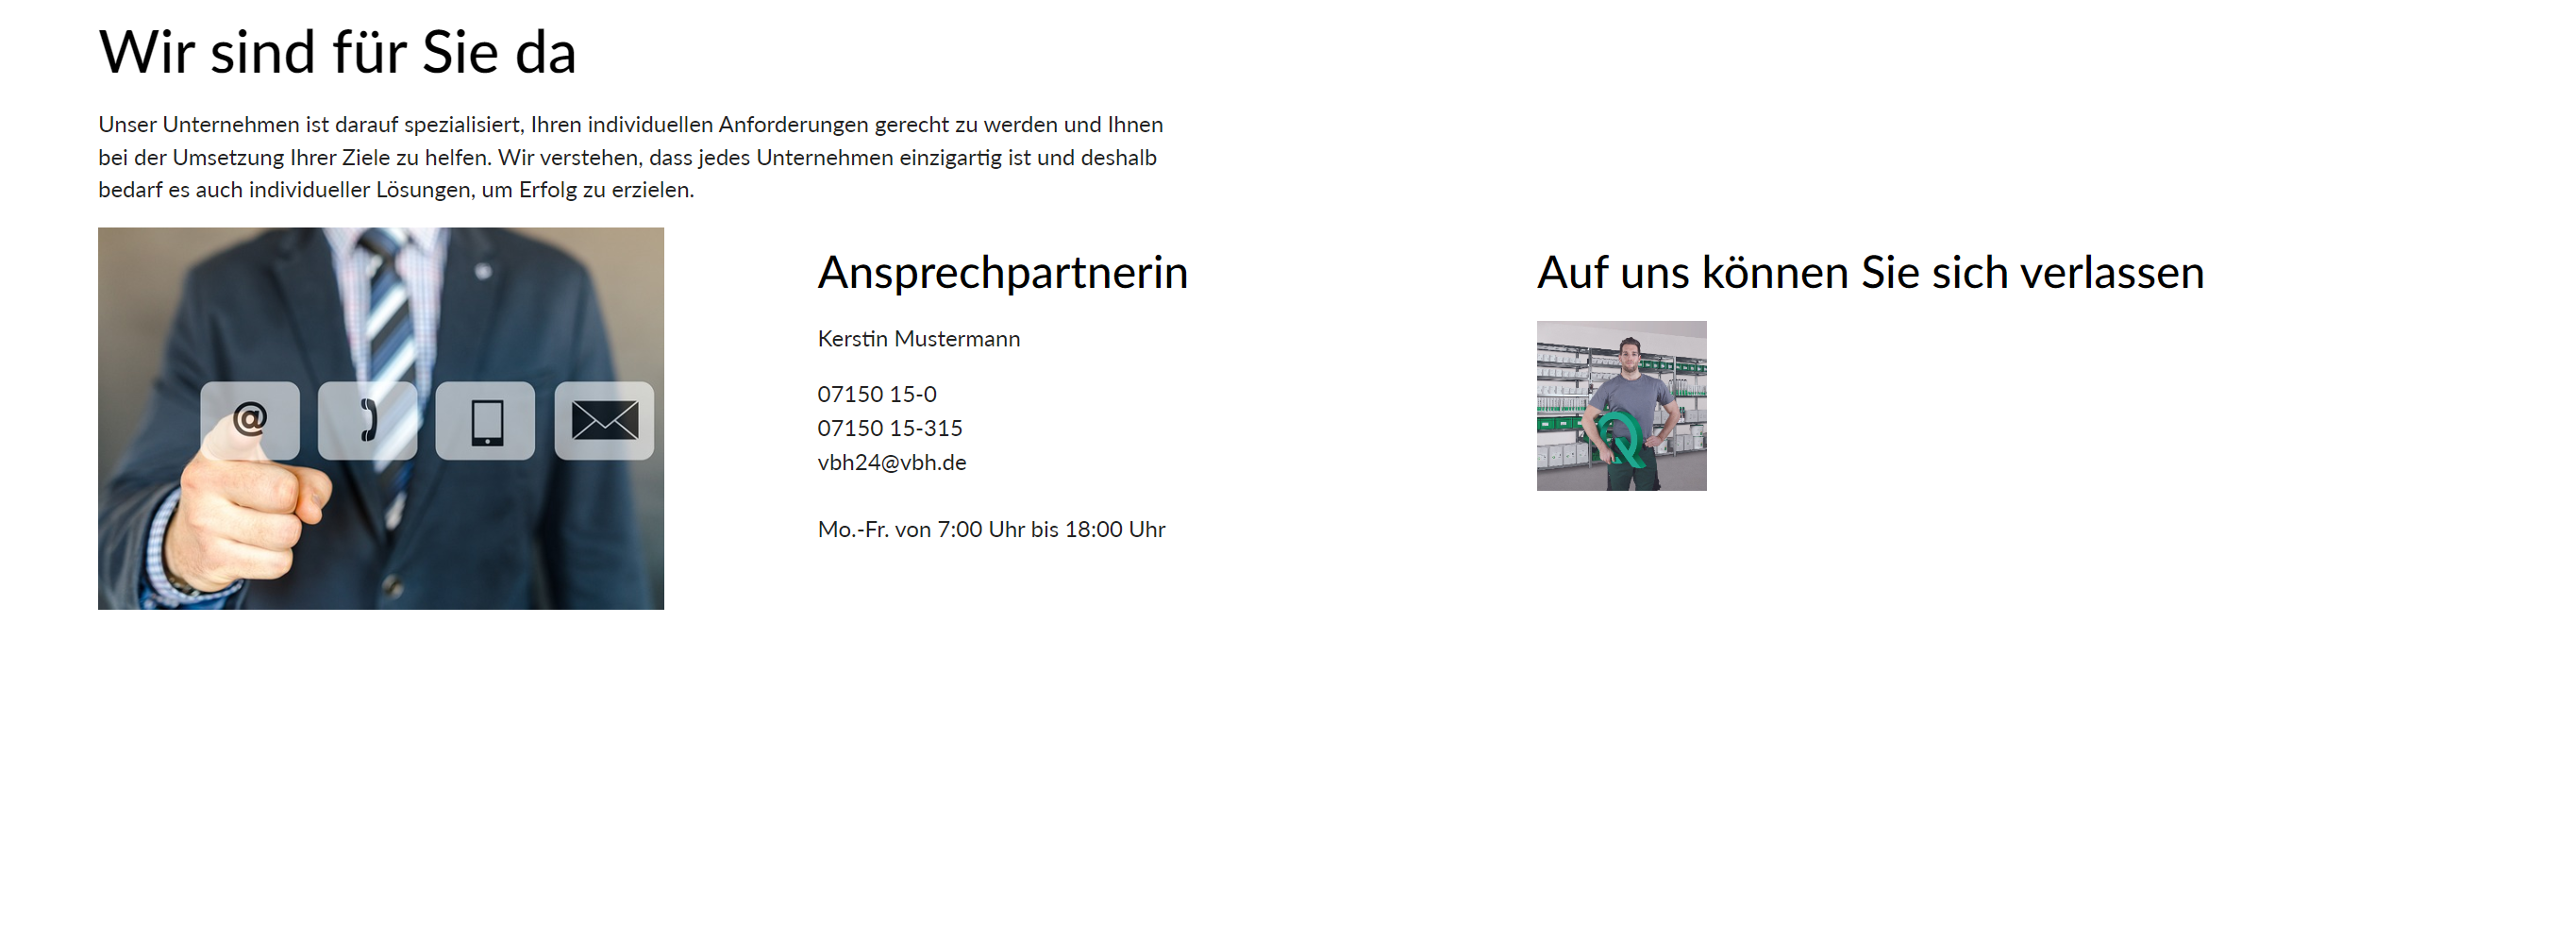 Wir sind für Sie da
Unser Unternehmen ist darauf spezialisiert, Ihren individuellen Anforderungen gerecht zu werden und Ihnen
bei der Umsetzung Ihrer Ziele zu helfen. Wir verstehen, dass jedes Unternehmen einzigartig ist und deshalb
bedarf es auch individueller Lösungen, um Erfolg zu erzielen.
@
Ansprechpartnerin
Kerstin Mustermann
07150 15-0
07150 15-315
vbh24@vbh.de
Mo.-Fr. von 7:00 Uhr bis 18:00 Uhr
Auf uns können Sie sich verlassen